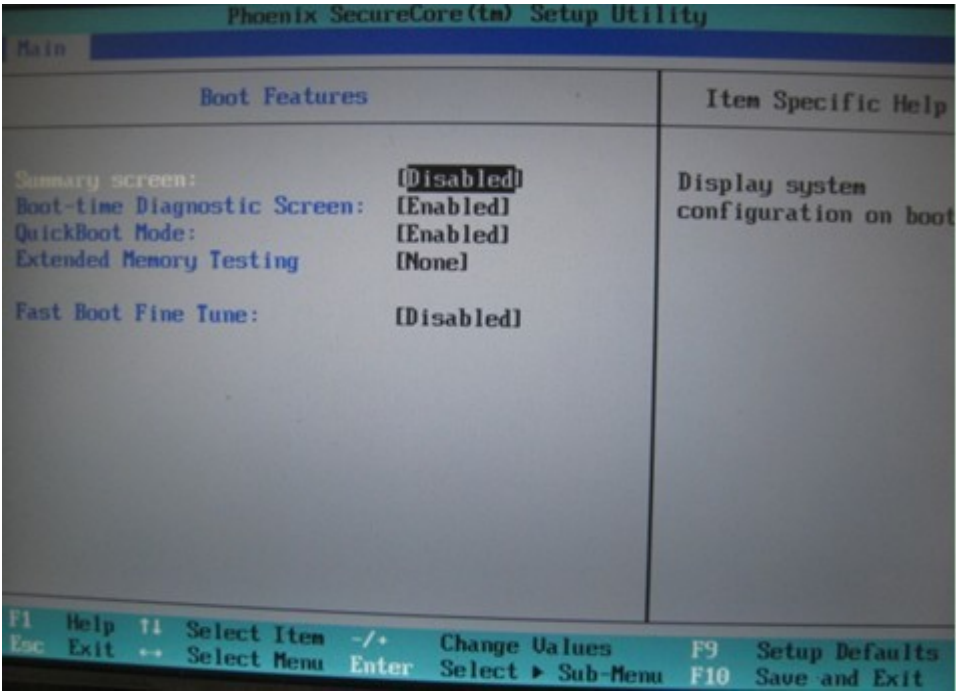 Phoenix SecureCore(tm) Setup Utility
Main
Boot Features
Item Specific Help
Summary screen: [Disabled]
Boot-time Diagnostic Screen: [Enabled]
QuickBoot Mode: [Enabled]
Extended Memory Testing [None]
Fast Boot Fine Tune: [Disabled]
Display system
configuration on boot
F1 Help ↑↓ Select Item -/+ Change Values F9 Setup Defaults
Esc Exit ↔ Select Menu Enter Select ▶ Sub-Menu F10 Save and Exit